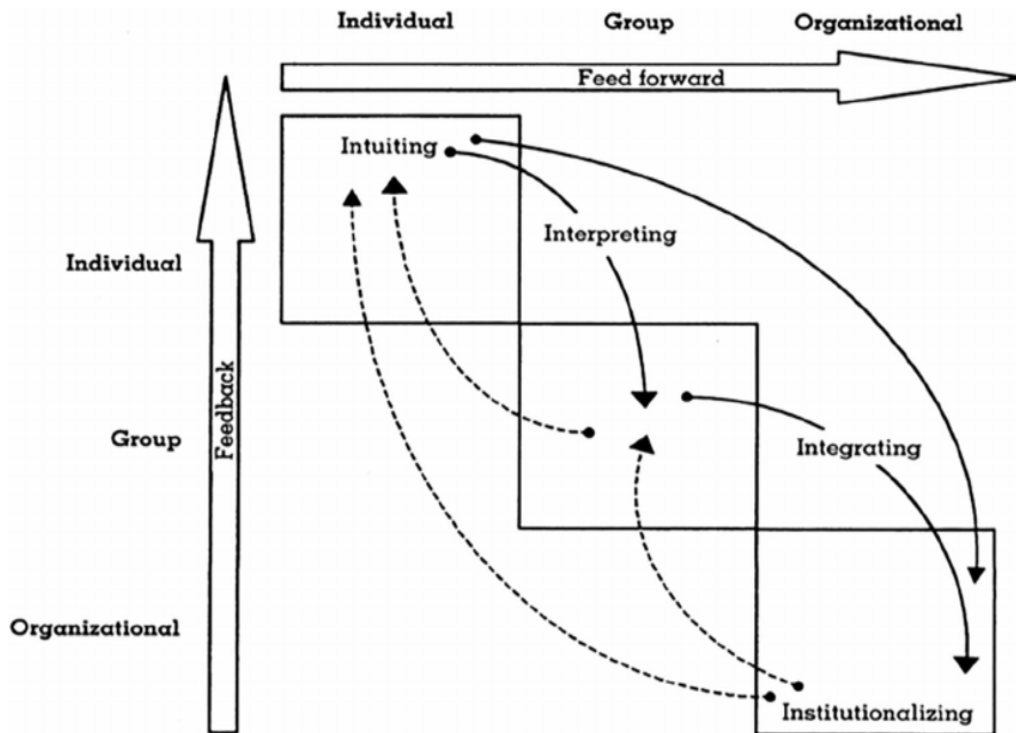 Individual
Group
Organizational
Feed forward
Intuiting
Interpreting
Individual
Feedback
Group
Integrating
Organizational
Institutionalizing